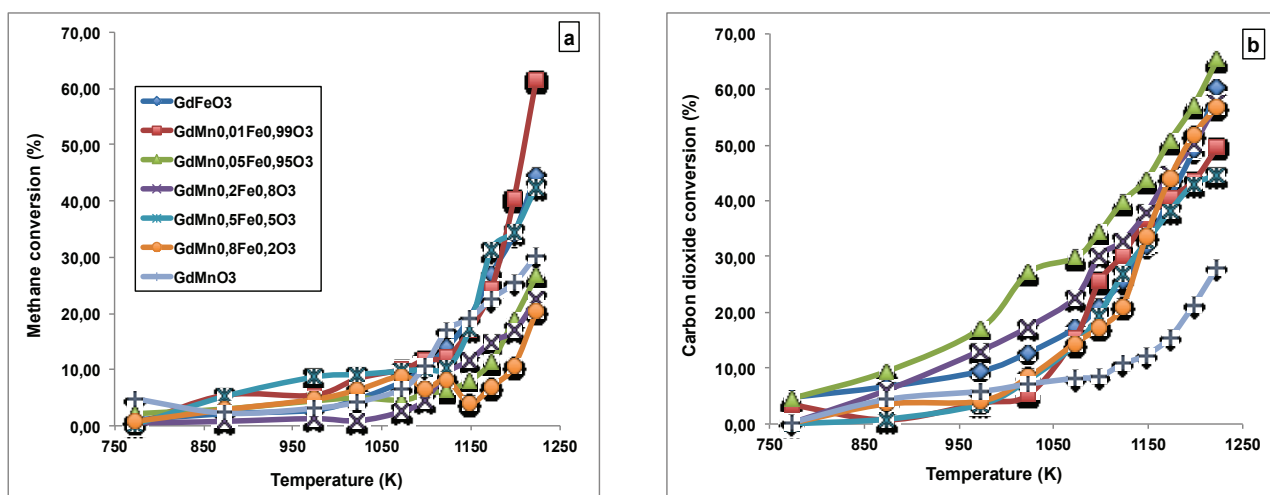 a
70,00
60,00
50,00
40,00
30,00
20,00
10,00
0,00
Methane conversion (%)
GdFeO3
GdMn0,01Fe0,99O3
GdMn0,05Fe0,95O3
GdMn0,2Fe0,8O3
GdMn0,5Fe0,5O3
GdMn0,8Fe0,2O3
GdMnO3
750 850 950 1050 1150 1250
Temperature (K)
b
70,00
60,00
50,00
40,00
30,00
20,00
10,00
0,00
Carbon dioxide conversion (%)
750 850 950 1050 1150 1250
Temperature (K)